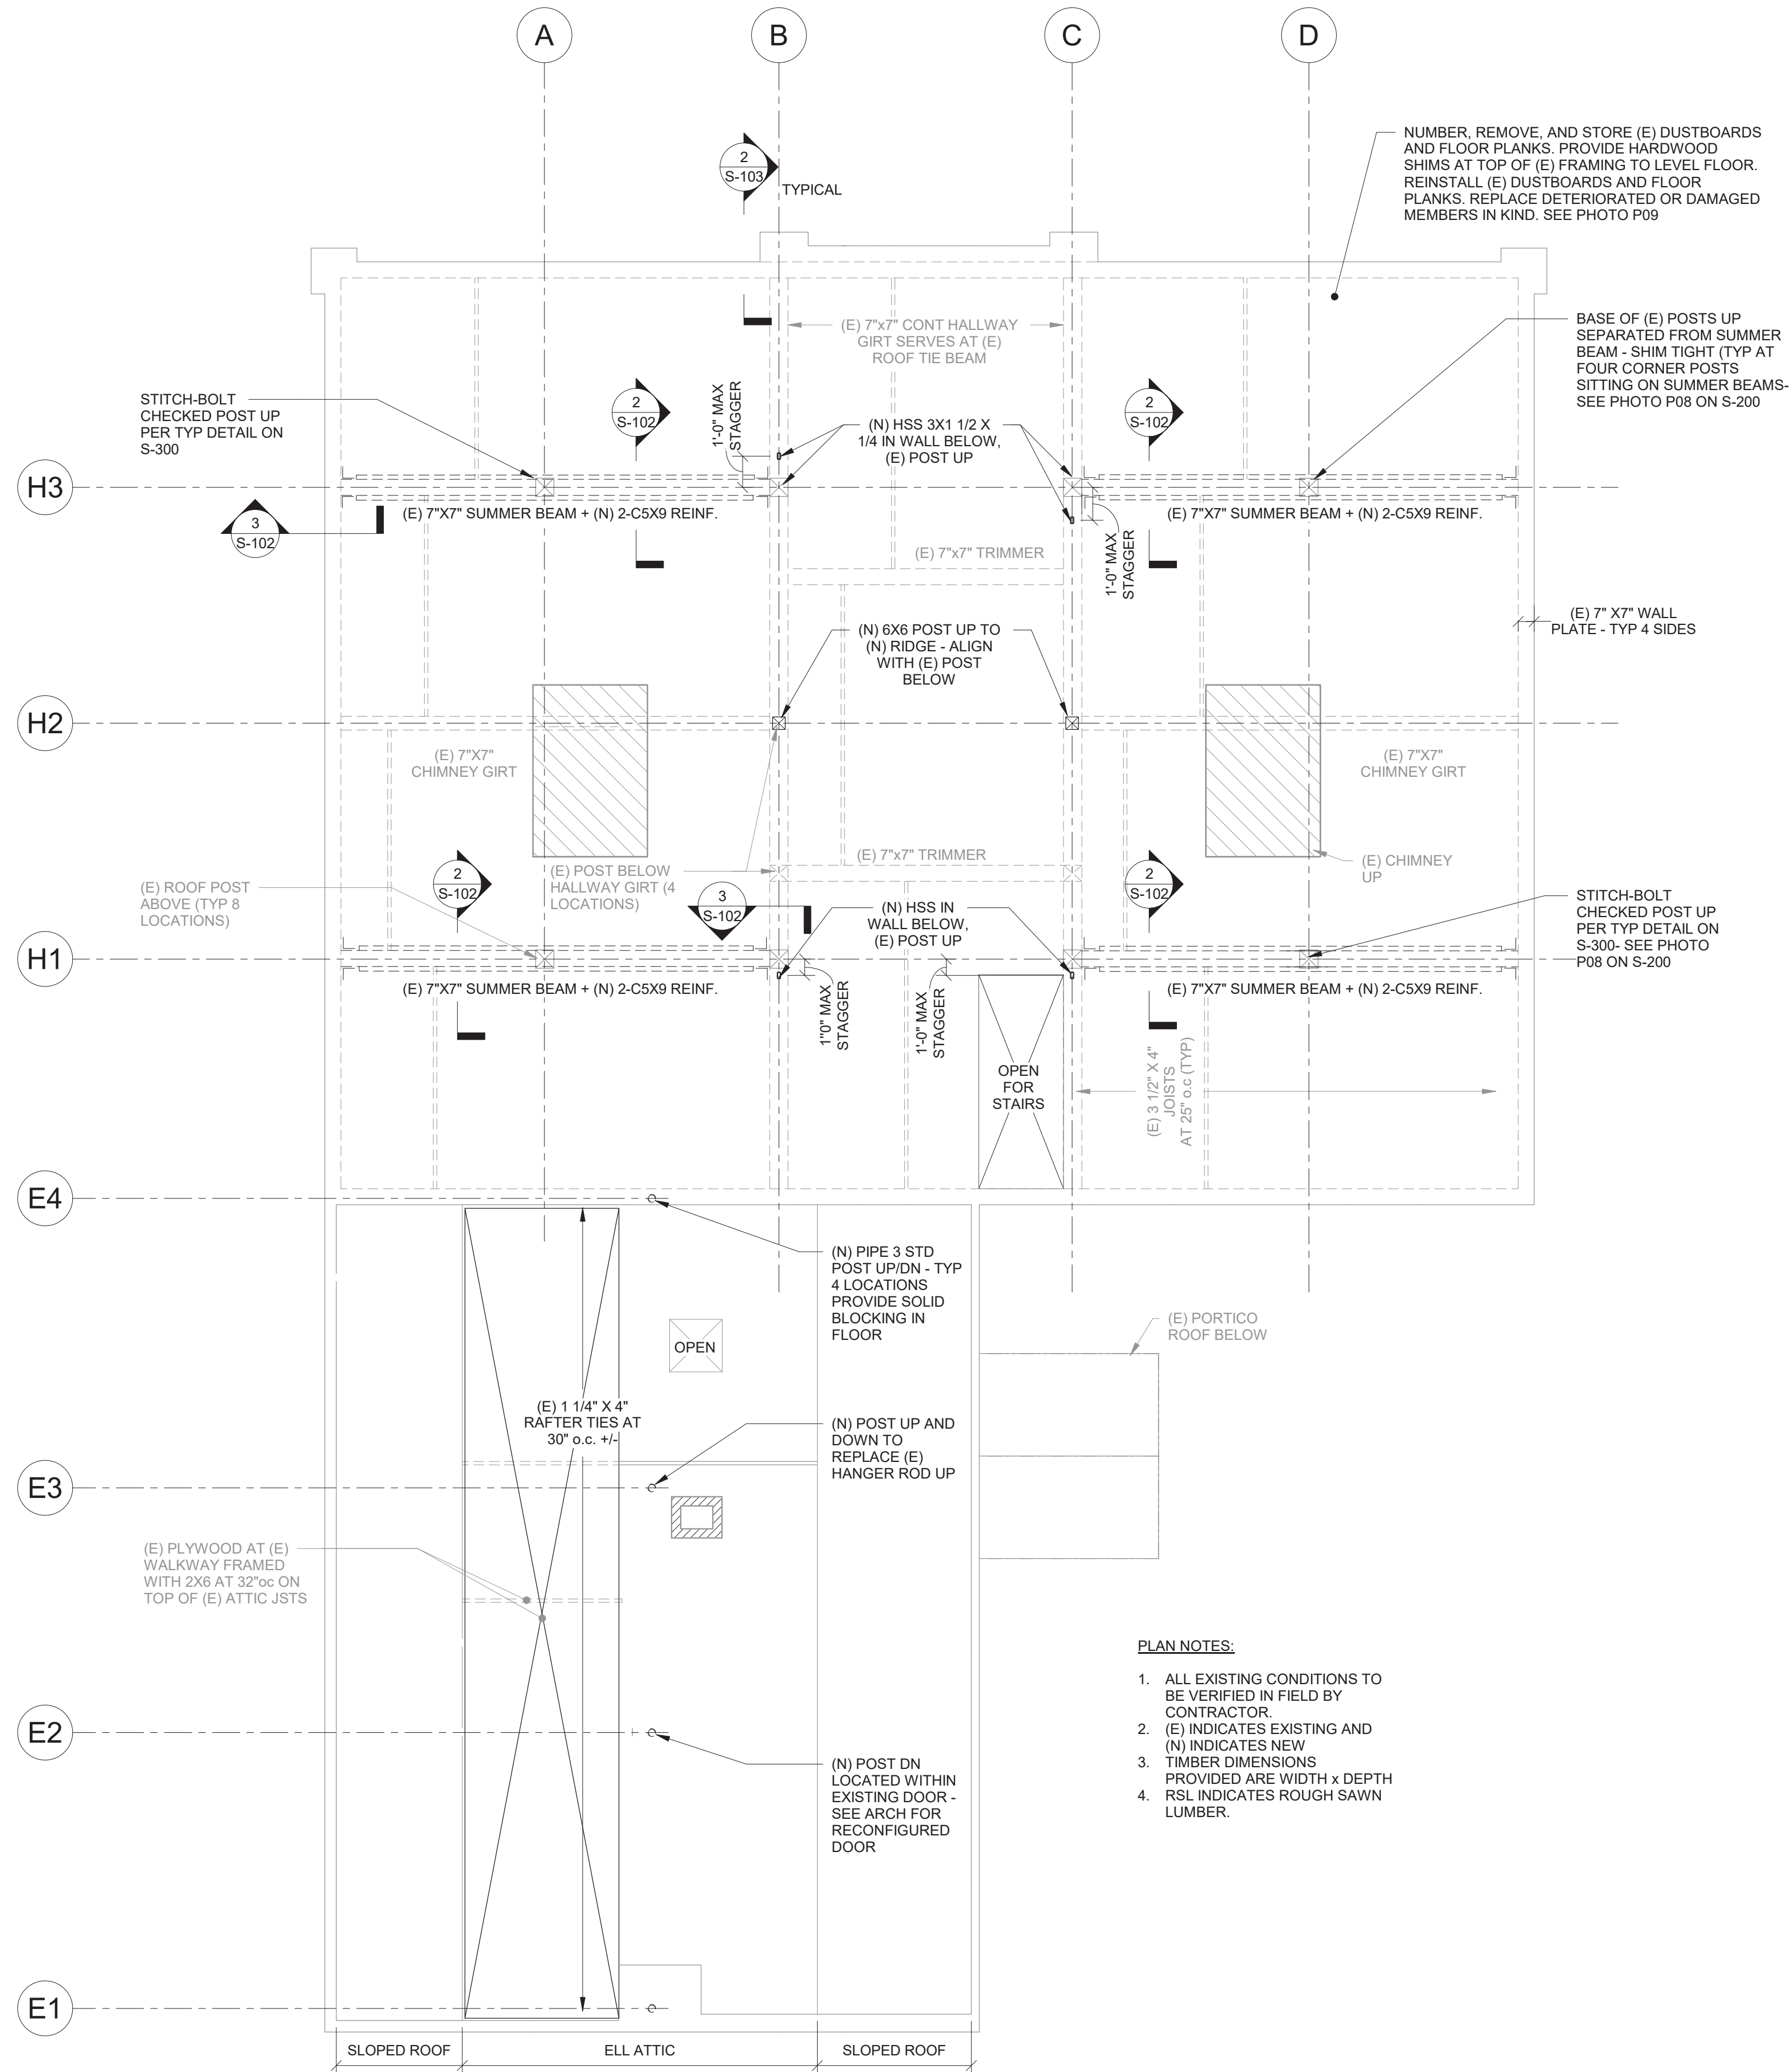 A
B
C
D
2
S-103
TYPICAL
NUMBER, REMOVE, AND STORE (E) DUSTBOARDS
AND FLOOR PLANKS. PROVIDE HARDWOOD
SHIMS AT TOP OF (E) FRAMING TO LEVEL FLOOR.
REINSTALL (E) DUSTBOARDS AND FLOOR
PLANKS. REPLACE DETERIORATED OR DAMAGED
MEMBERS IN KIND. SEE PHOTO P09
(E) 7"x7" CONT HALLWAY
GIRT SERVES AT (E)
ROOF TIE BEAM
BASE OF (E) POSTS UP
SEPARATED FROM SUMMER
BEAM - SHIM TIGHT (TYP AT
FOUR CORNER POSTS
SITTING ON SUMMER BEAMS-
SEE PHOTO P08 ON S-200
STITCH-BOLT
CHECKED POST UP
PER TYP DETAIL ON
S-300
2
S-102
1'-0" MAX
STAGGER
(N) HSS 3X1 1/2 X
1/4 IN WALL BELOW,
(E) POST UP
2
S-102
H3
(E) 7"X7" SUMMER BEAM + (N) 2-C5X9 REINF.
(E) 7"X7" SUMMER BEAM + (N) 2-C5X9 REINF.
3
S-102
(E) 7"x7" TRIMMER
1'-0" MAX
STAGGER
(E) 7" X7" WALL
PLATE - TYP 4 SIDES
(N) 6X6 POST UP TO
(N) RIDGE - ALIGN
WITH (E) POST
BELOW
H2
(E) 7"X7"
CHIMNEY GIRT
(E) 7"X7"
CHIMNEY GIRT
(E) 7"x7" TRIMMER
(E) CHIMNEY
UP
2
S-102
(E) POST BELOW
HALLWAY GIRT (4
LOCATIONS)
3
S-102
2
S-102
(E) ROOF POST
ABOVE (TYP 8
LOCATIONS)
(N) HSS IN
WALL BELOW,
(E) POST UP
STITCH-BOLT
CHECKED POST UP
PER TYP DETAIL ON
S-300- SEE PHOTO
P08 ON S-200
H1
(E) 7"X7" SUMMER BEAM + (N) 2-C5X9 REINF.
(E) 7"X7" SUMMER BEAM + (N) 2-C5X9 REINF.
1"0" MAX
STAGGER
1'-0" MAX
STAGGER
OPEN
FOR
STAIRS
(E) 3 1/2" X 4"
JOISTS
AT 25" o.c (TYP)
E4
(N) PIPE 3 STD
POST UP/DN - TYP
4 LOCATIONS
PROVIDE SOLID
BLOCKING IN
FLOOR
OPEN
(E) PORTICO
ROOF BELOW
(E) 1 1/4" X 4"
RAFTER TIES AT
30" o.c. +/-
(N) POST UP AND
DOWN TO
REPLACE (E)
HANGER ROD UP
E3
(E) PLYWOOD AT (E)
WALKWAY FRAMED
WITH 2X6 AT 32"oc ON
TOP OF (E) ATTIC JSTS
E2
(N) POST DN
LOCATED WITHIN
EXISTING DOOR -
SEE ARCH FOR
RECONFIGURED
DOOR
PLAN NOTES:
1. ALL EXISTING CONDITIONS TO
BE VERIFIED IN FIELD BY
CONTRACTOR.
2. (E) INDICATES EXISTING AND
(N) INDICATES NEW
3. TIMBER DIMENSIONS
PROVIDED ARE WIDTH x DEPTH
4. RSL INDICATES ROUGH SAWN
LUMBER.
E1
SLOPED ROOF
ELL ATTIC
SLOPED ROOF